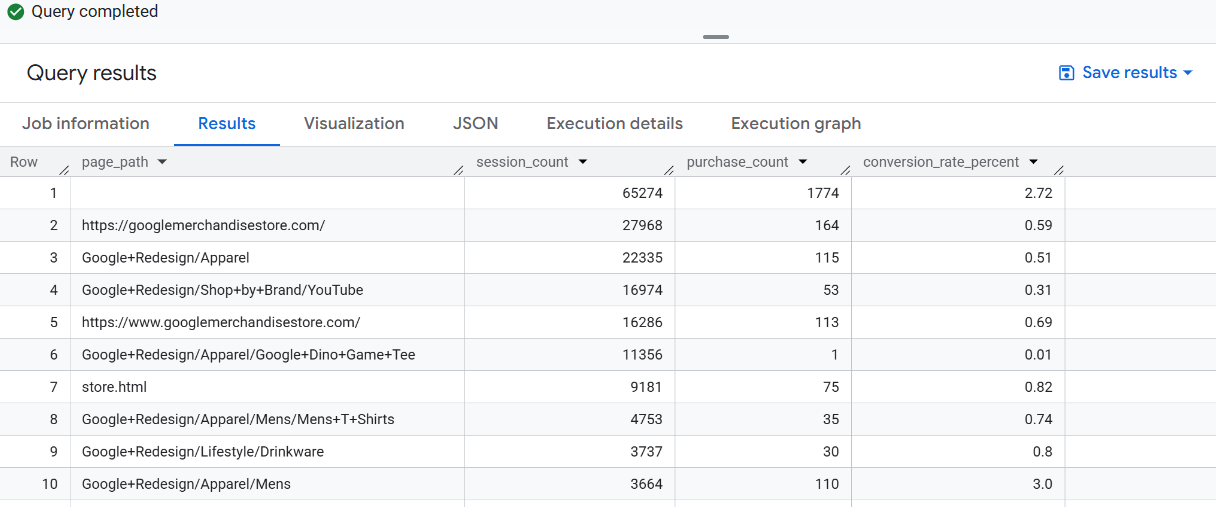 Query completed
Query results
Save results
Job information Results Visualization JSON Execution details Execution graph
Row page_path session_count purchase_count conversion_rate_percent
1 65274 1774 2.72
2 https://googlemerchandisestore.com/ 27968 164 0.59
3 Google+Redesign/Apparel 22335 115 0.51
4 Google+Redesign/Shop+by+Brand/YouTube 16974 53 0.31
5 https://www.googlemerchandisestore.com/ 16286 113 0.69
6 Google+Redesign/Apparel/Google+Dino+Game+Tee 11356 1 0.01
7 store.html 9181 75 0.82
8 Google+Redesign/Apparel/Mens/Mens+T+Shirts 4753 35 0.74
9 Google+Redesign/Lifestyle/Drinkware 3737 30 0.8
10 Google+Redesign/Apparel/Mens 3664 110 3.0